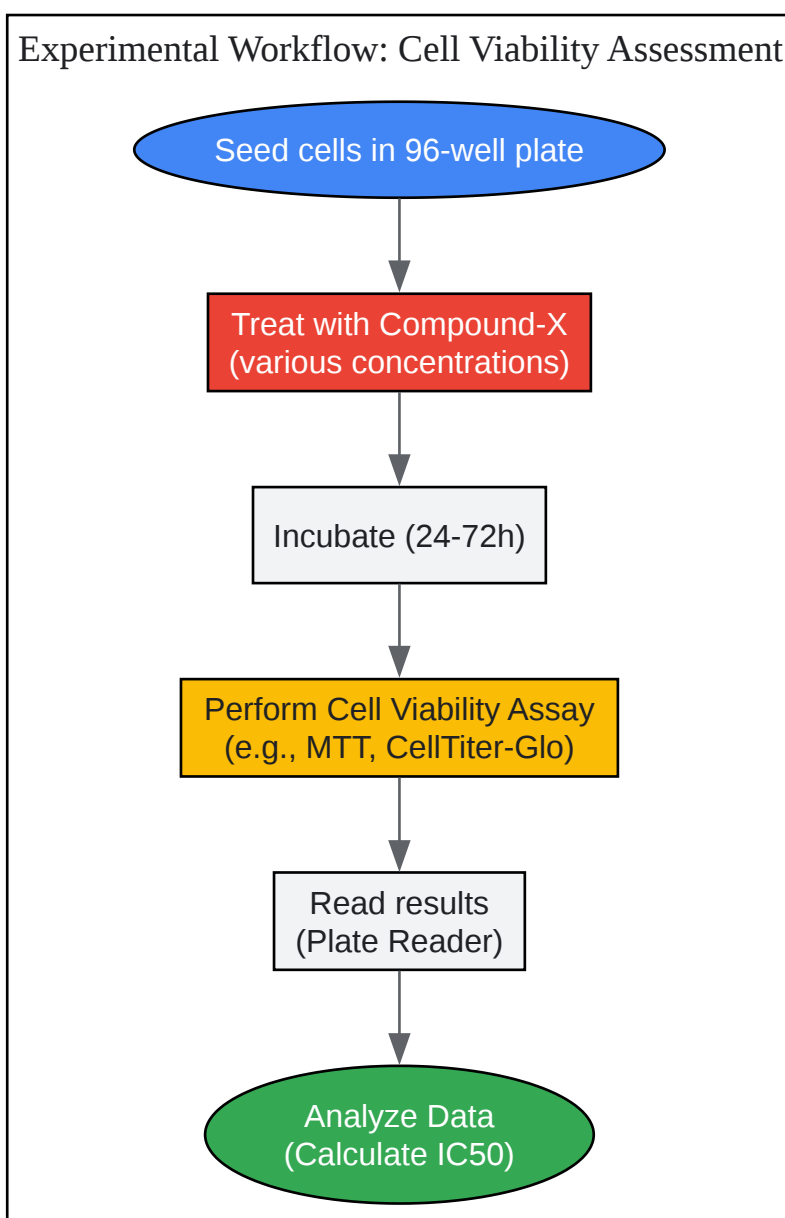 Experimental Workflow: Cell Viability Assessment
Seed cells in 96-well plate
Treat with Compound-X
(various concentrations)
Incubate (24-72h)
Perform Cell Viability Assay
(e.g., MTT, CellTiter-Glo)
Read results
(Plate Reader)
Analyze Data
(Calculate IC50)